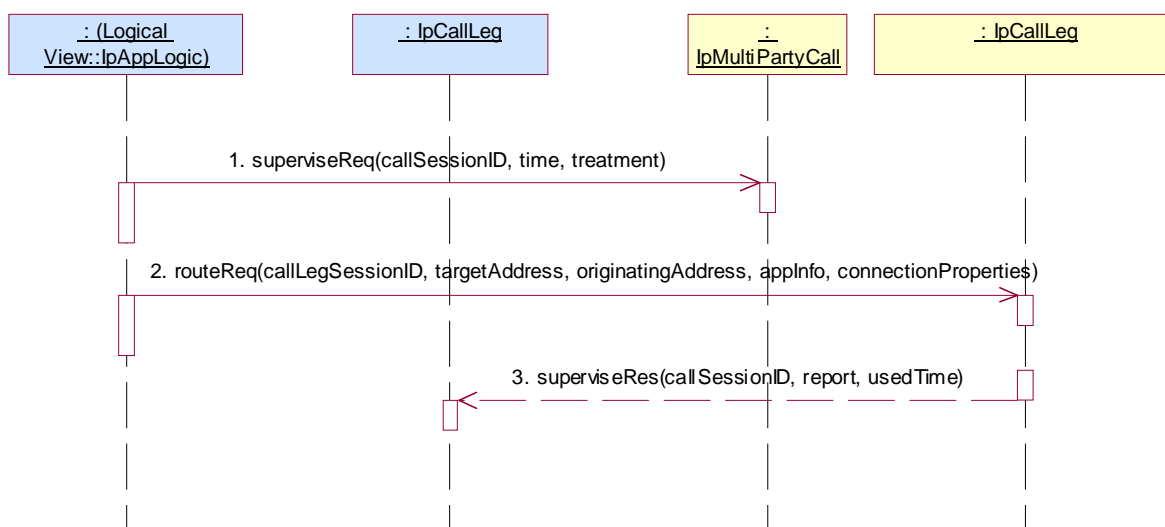 : (Logical
View::IpAppLogic)
: IpCallLeg
:
IpMultiPartyCall
: IpCallLeg
1. superviseReq(callSessionID, time, treatment)
2. routeReq(callLegSessionID, targetAddress, originatingAddress, appInfo, connectionProperties)
3. superviseRes(callSessionID, report, usedTime)